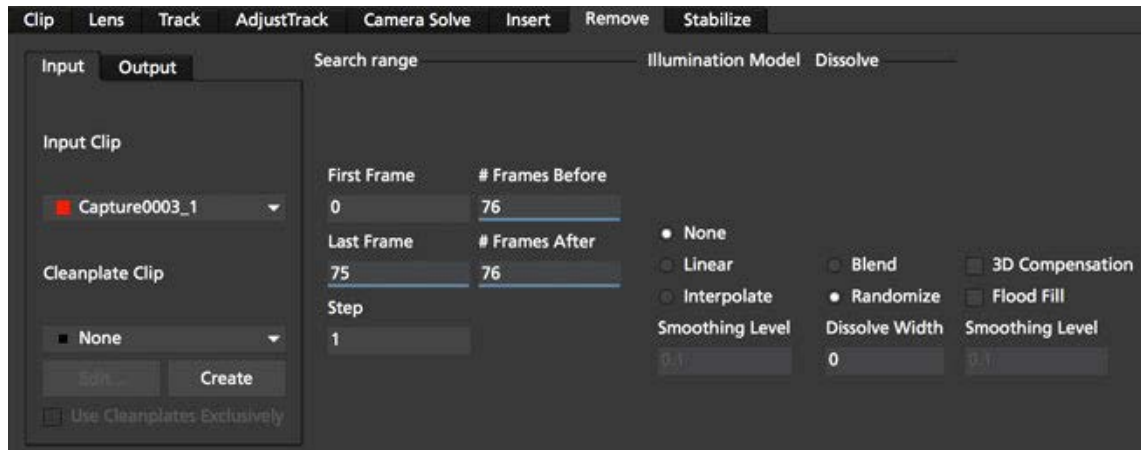 Clip Lens Track AdjustTrack Camera Solve Insert Remove Stabilize
Input Output
Input Clip
Capture0003_1
Cleanplate Clip
None
Edit... Create
Use Cleanplates Exclusively
Search range
First Frame # Frames Before
0 76
Last Frame # Frames After
75 76
Step
1
Illumination Model
None
Linear
Interpolate
Smoothing Level
0.1
Dissolve
Blend
Randomize
Dissolve Width
0
3D Compensation
Flood Fill
Smoothing Level
0.1